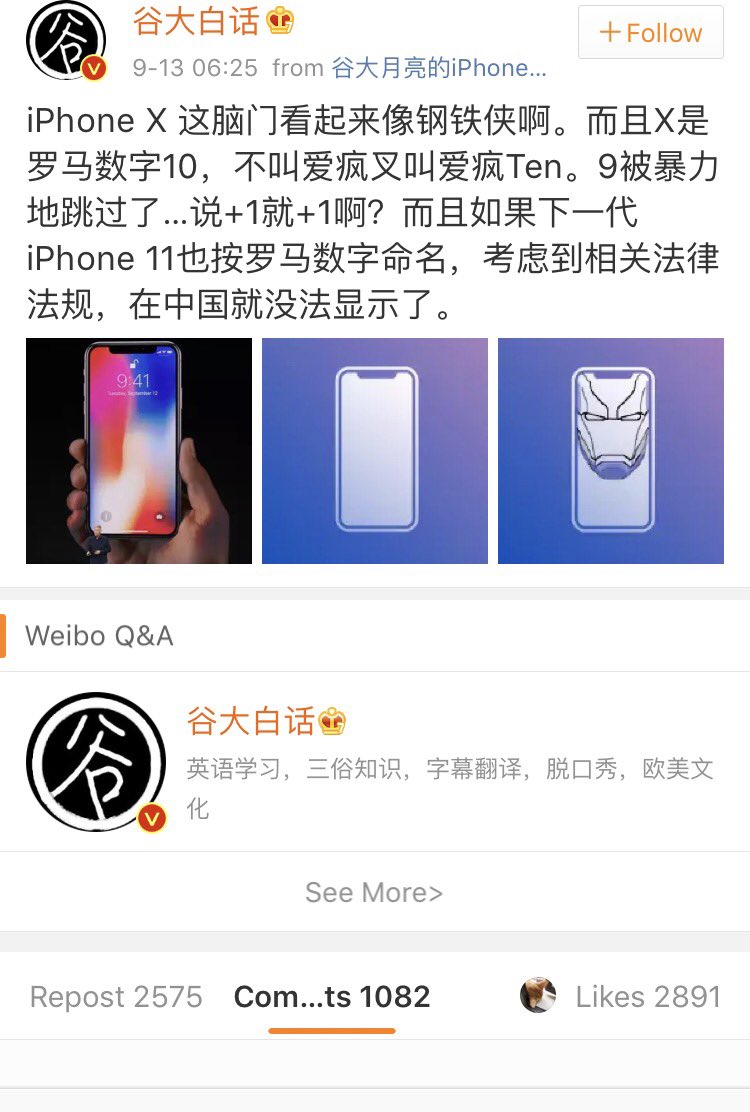 谷
谷大白话
+Follow
9-13 06:25 from 谷大月亮的iPhone...
iPhone X 这脑门看起来像钢铁侠啊。而且X是
罗马数字10，不叫爱疯叉叫爱疯Ten。9被暴力
地跳过了...说+1就+1啊？而且如果下一代
iPhone 11也按罗马数字命名，考虑到相关法律
法规，在中国就没法显示了。
9:41
Tuesday, September 12
Weibo Q&A
谷
谷大白话
英语学习，三俗知识，字幕翻译，脱口秀，欧美文
化
See More>
Repost 2575 Com...ts 1082 Likes 2891